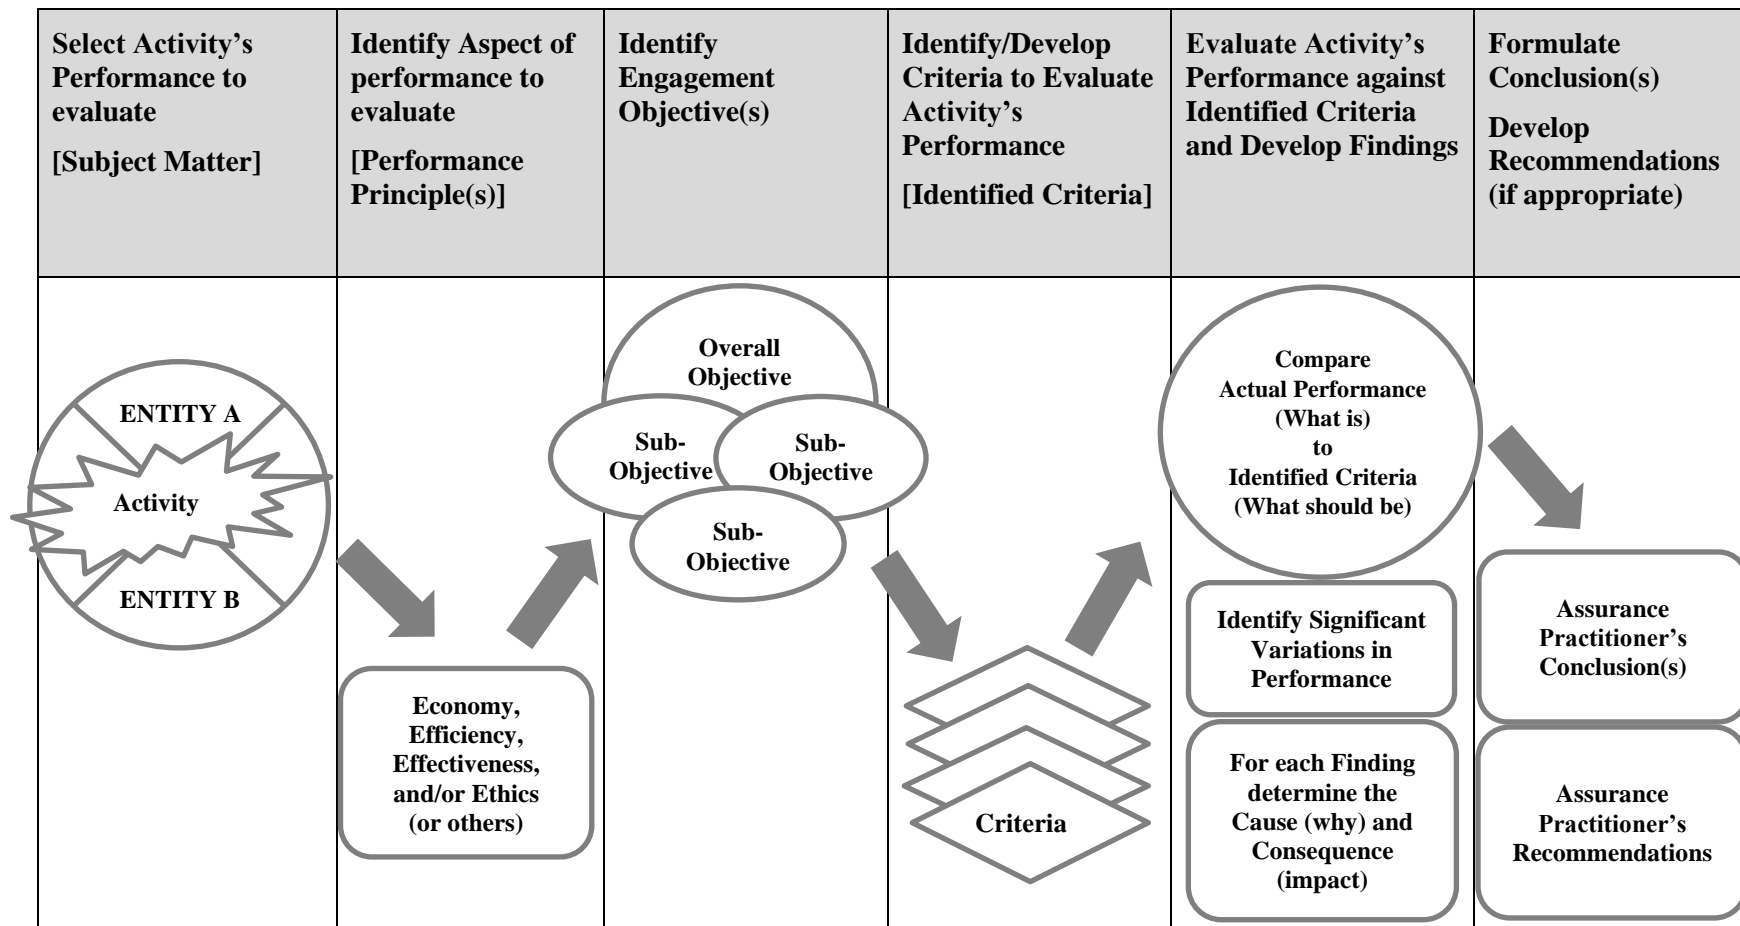 Select Activity’s
Performance to
evaluate
[Subject Matter]
Identify Aspect of
performance to
evaluate
[Performance
Principle(s)]
Identify
Engagement
Objective(s)
Identify/Develop
Criteria to Evaluate
Activity’s
Performance
[Identified Criteria]
Evaluate Activity’s
Performance against
Identified Criteria
and Develop Findings
Formulate
Conclusion(s)
Develop
Recommendations
(if appropriate)
ENTITY A
Activity
ENTITY B
Economy,
Efficiency,
Effectiveness,
and/or Ethics
(or others)
Overall
Objective
Sub-
Objective
Sub-
Objective
Sub-
Objective
Criteria
Compare
Actual Performance
(What is)
to
Identified Criteria
(What should be)
Identify Significant
Variations in
Performance
For each Finding
determine the
Cause (why) and
Consequence
(impact)
Assurance
Practitioner’s
Conclusion(s)
Assurance
Practitioner’s
Recommendations